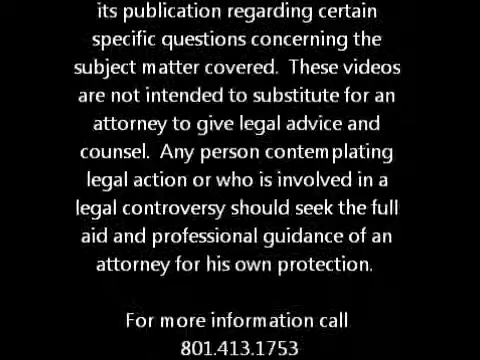 its publication regarding certain
specific questions concerning the
subject matter covered.  These videos
are not intended to substitute for an
attorney to give legal advice and
counsel.  Any person contemplating
legal action or who is involved in a
legal controversy should seek the full
aid and professional guidance of an
attorney for his own protection.
For more information call
801.413.1753